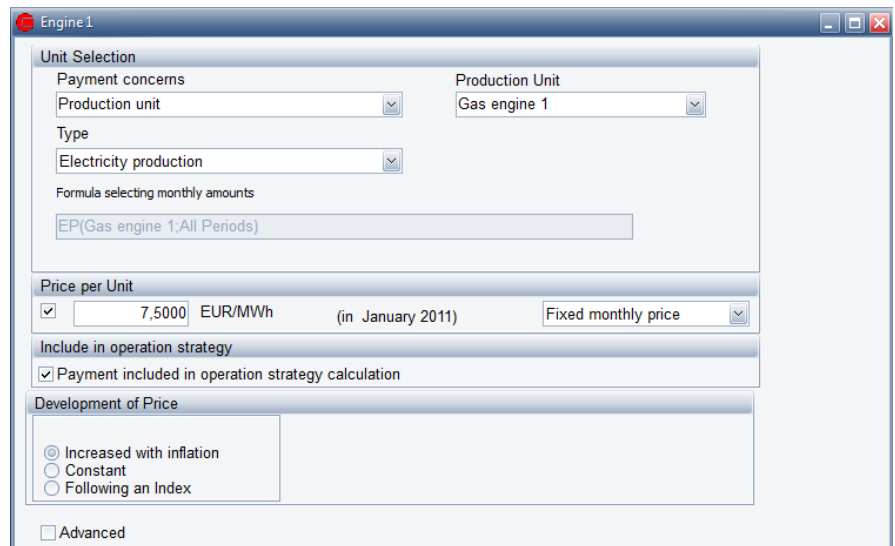 Engine1
Unit Selection
Payment concerns Production Unit
Production unit Gas engine 1
Type
Electricity production
Formula selecting monthly amounts
EP(Gas engine 1;All Periods)
Price per Unit
7,5000 EUR/MWh (in January 2011) Fixed monthly price
Include in operation strategy
Payment included in operation strategy calculation
Development of Price
Increased with inflation
Constant
Following an Index
Advanced